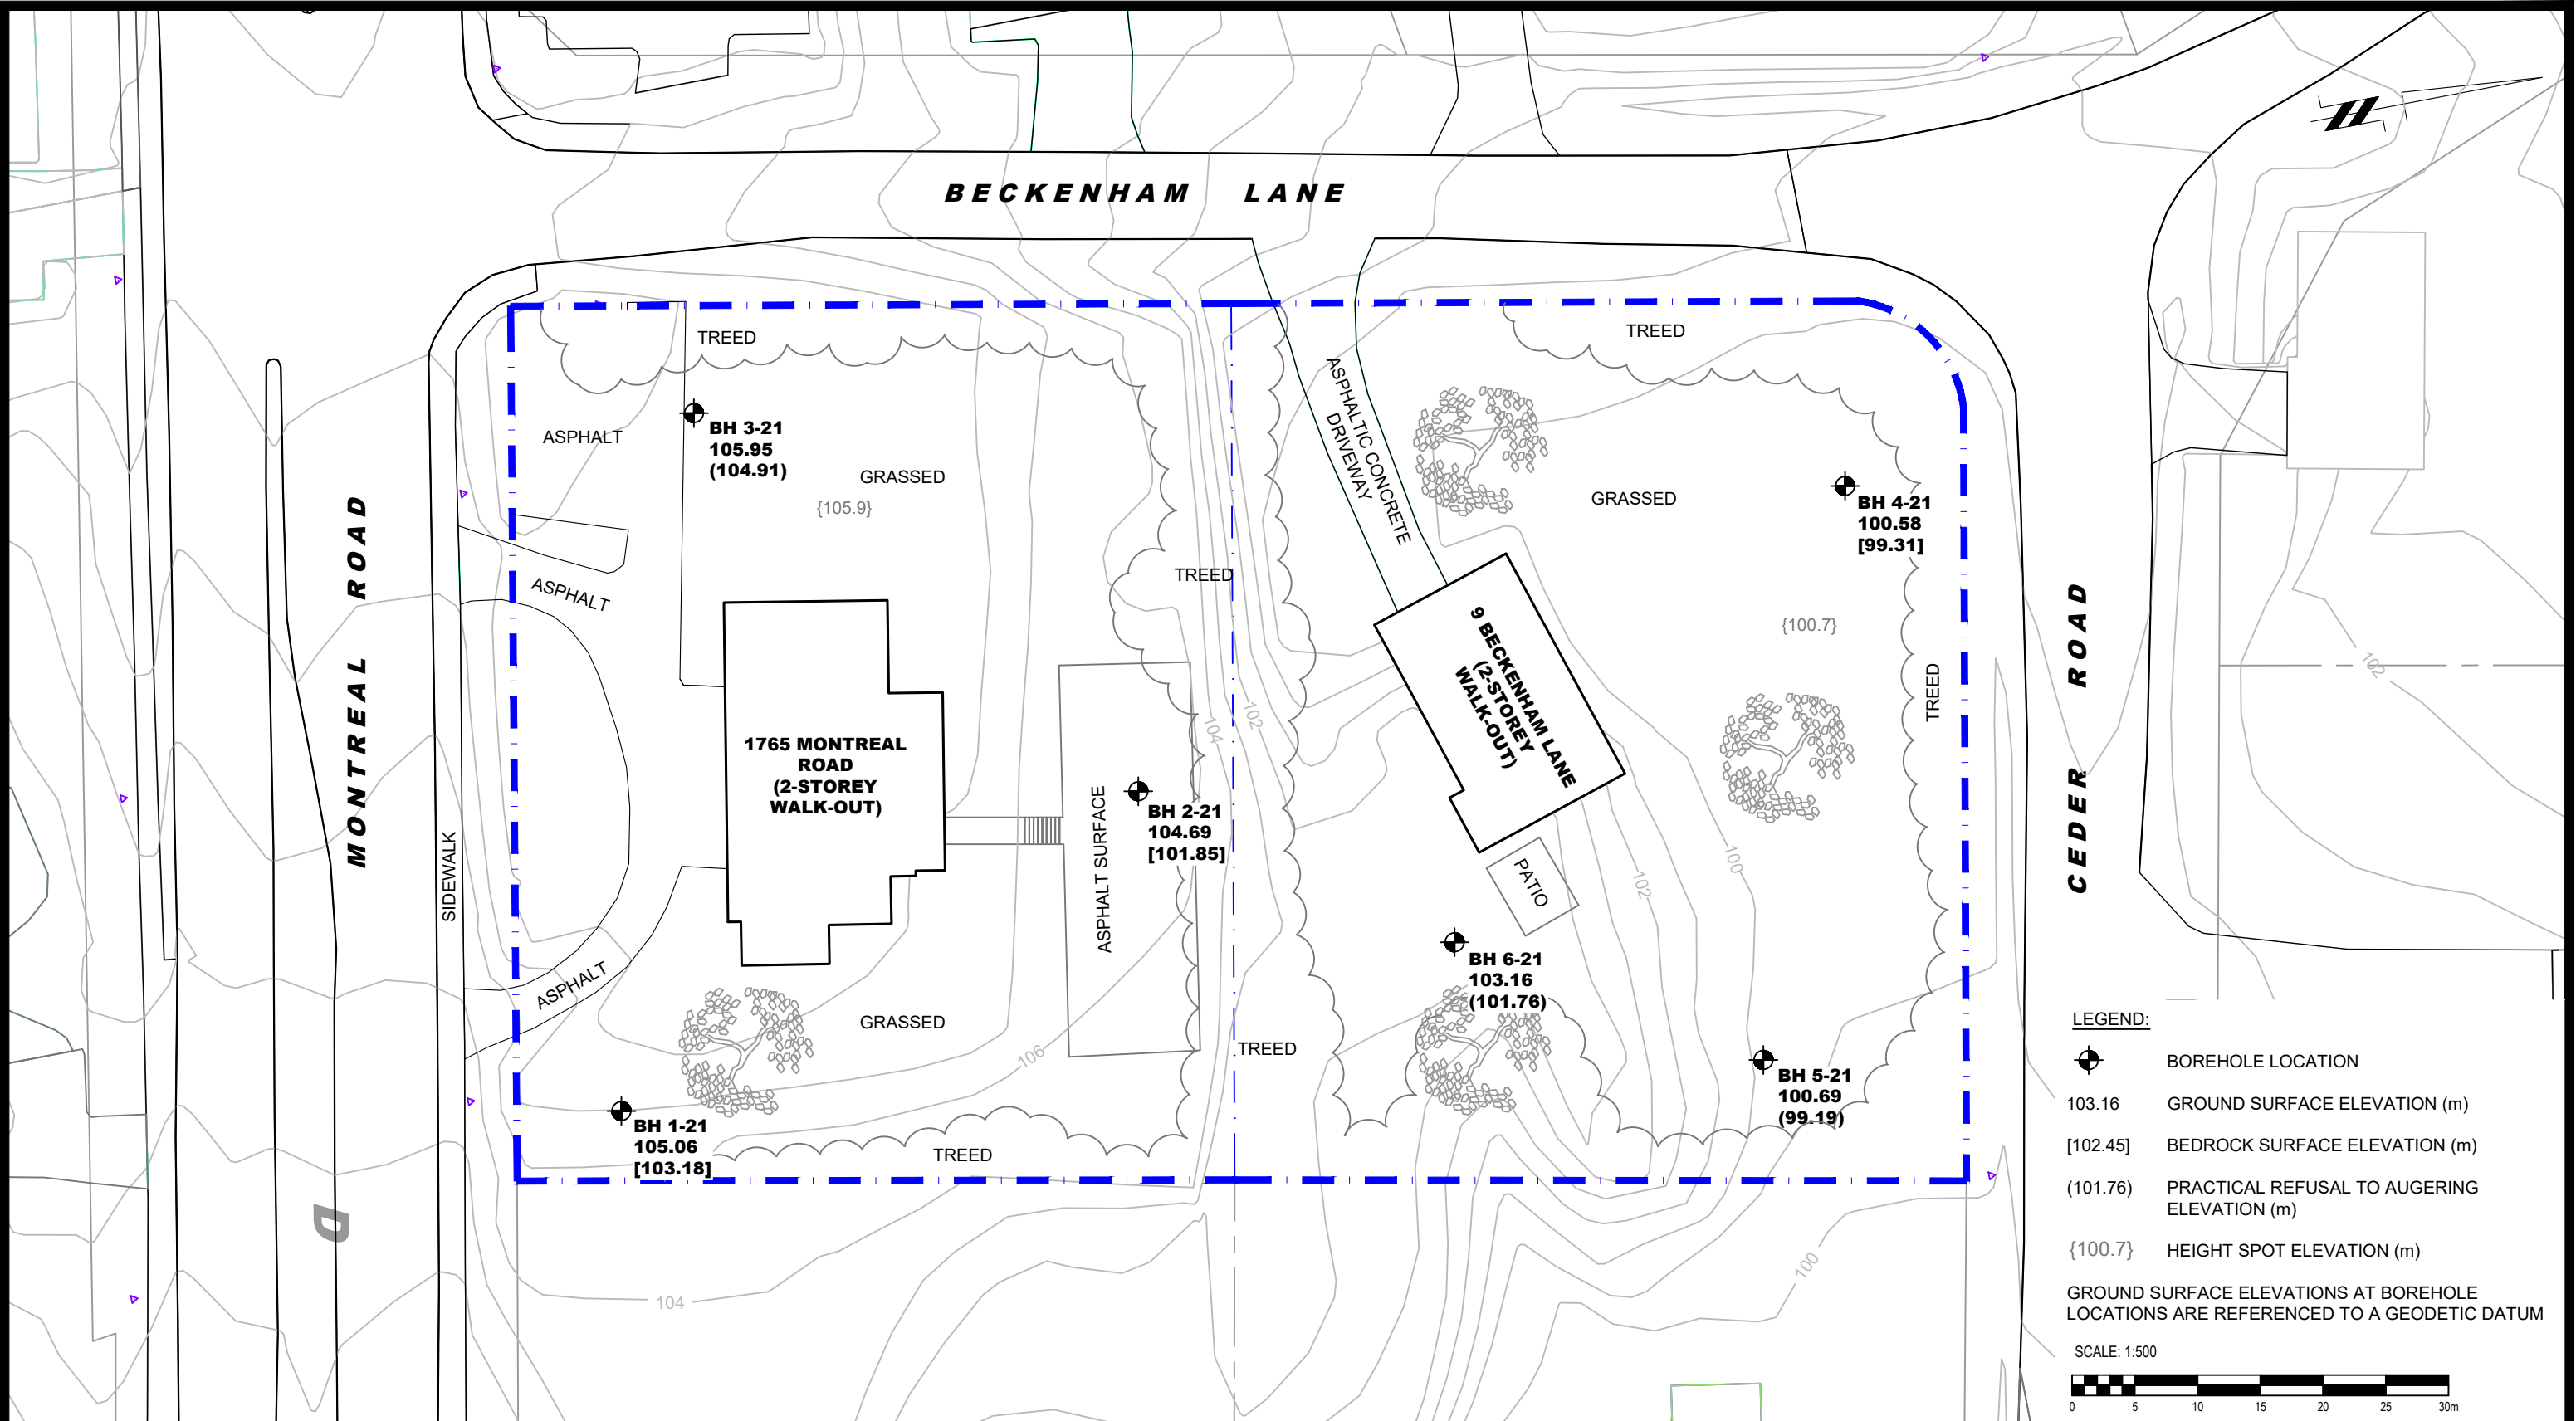 BECKENHAM LANE
TREED
TREED
ASPHALT
BH 3-21
105.95
(104.91)
GRASSED
{105.9}
ASPHALTIC CONCRETE
DRIVEWAY
GRASSED
BH 4-21
100.58
[99.31]
MONTREAL ROAD
ASPHALT
TREED
{100.7}
CEDER ROAD
TREED
9 BECKENHAM LANE
(2-STOREY
WALK-OUT)
1765 MONTREAL
ROAD
(2-STOREY
WALK-OUT)
104
102
102
BH 2-21
104.69
[101.85]
ASPHALT SURFACE
SIDEWALK
PATIO
102
100
BH 6-21
103.16
(101.76)
ASPHALT
GRASSED
106
TREED
BH 5-21
100.69
(99.19)
BH 1-21
105.06
[103.18]
TREED
D
104
100
LEGEND:
BOREHOLE LOCATION
103.16 GROUND SURFACE ELEVATION (m)
[102.45] BEDROCK SURFACE ELEVATION (m)
(101.76) PRACTICAL REFUSAL TO AUGERING
ELEVATION (m)
{100.7} HEIGHT SPOT ELEVATION (m)
GROUND SURFACE ELEVATIONS AT BOREHOLE
LOCATIONS ARE REFERENCED TO A GEODETIC DATUM
SCALE: 1:500
0 5 10 15 20 25 30m